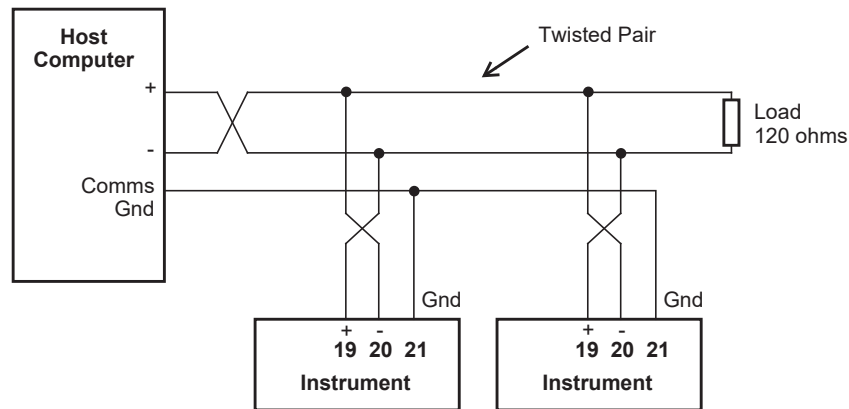 Host
Computer
Twisted Pair
+
-
Load
120 ohms
Comms
Gnd
Gnd
Gnd
+ -
19 20 21
Instrument
+ -
19 20 21
Instrument